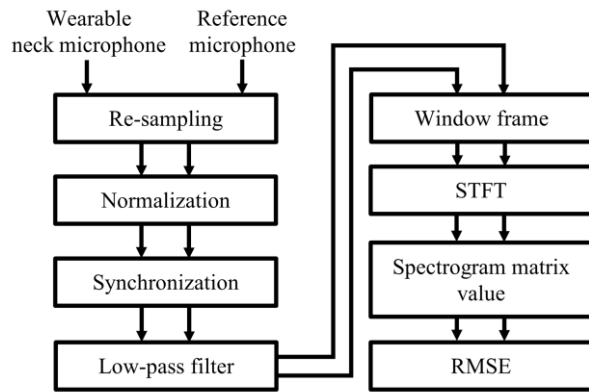 Wearable
neck microphone
Reference
microphone
Re-sampling
Normalization
Synchronization
Low-pass filter
Window frame
STFT
Spectrogram matrix
value
RMSE